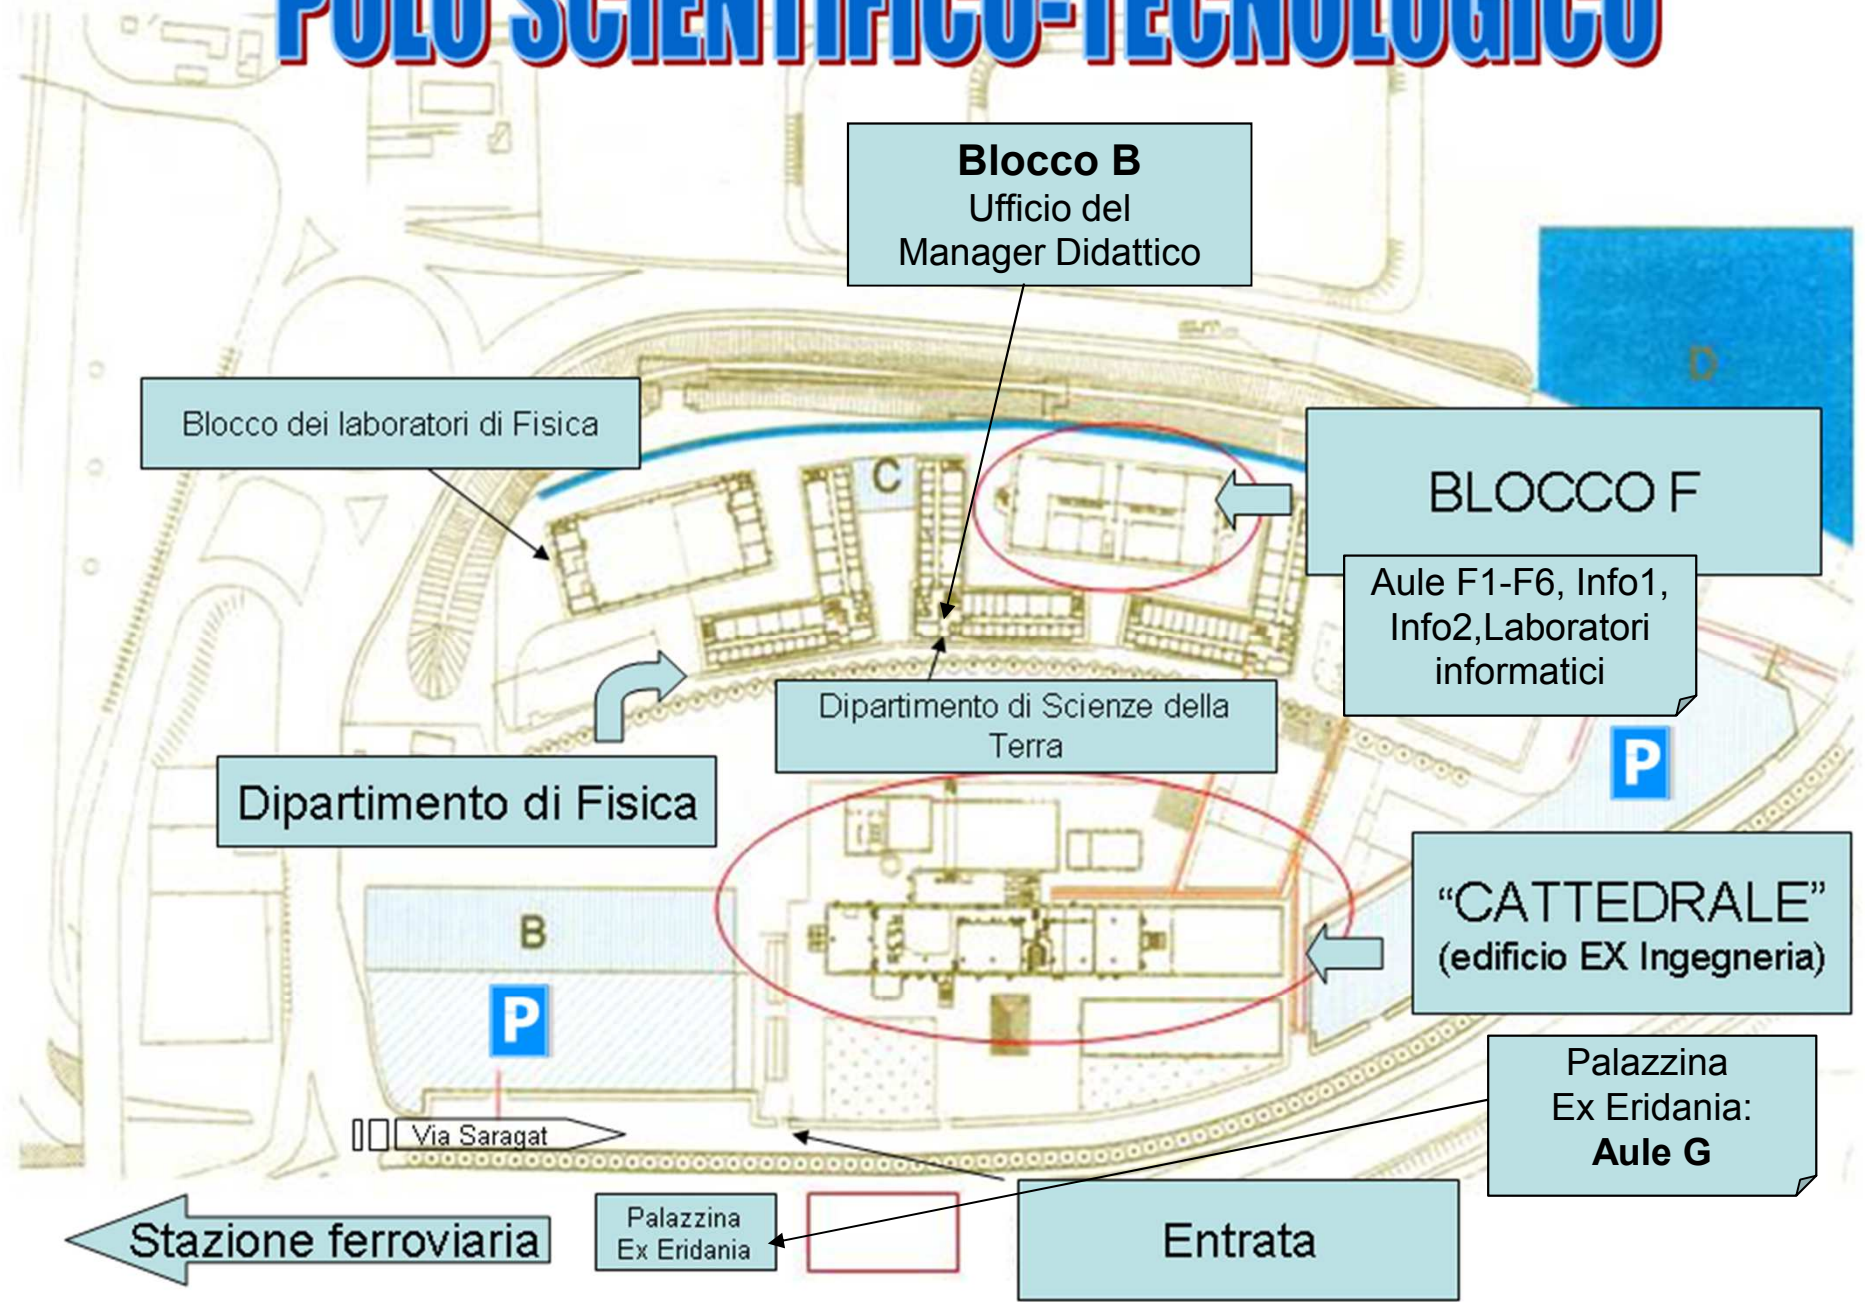 POLO SCIENTIFICO-TECNOLOGICO
Blocco B
Ufficio del
Manager Didattico
D
Blocco dei laboratori di Fisica
C
BLOCCO F
Aule F1-F6, Info1,
Info2,Laboratori
informatici
Dipartimento di Scienze della
Terra
P
Dipartimento di Fisica
"CATTEDRALE"
(edificio EX Ingegneria)
B
P
Palazzina
Ex Eridania:
Aule G
Via Saragat
Stazione ferroviaria
Palazzina
Ex Eridania
Entrata